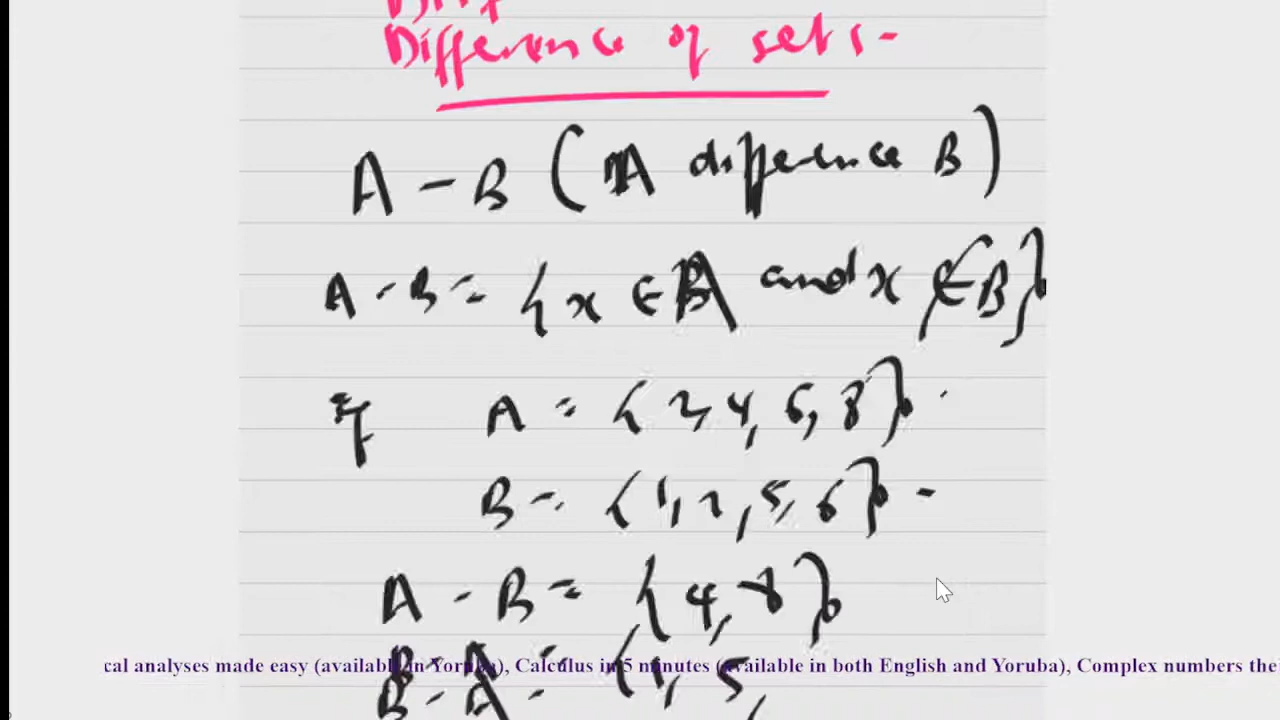 Difference of sets-
A - B (A difference B)
A - B = {x ∈ A and x ∉ B}
If A = {2, 4, 6, 8}.
B = {1, 2, 5, 6} -
A - B = {4, 8}
B - A = {1, 5,
cal analyses made easy (available in Yoruba), Calculus in 5 minutes (available in both English and Yoruba), Complex numbers the